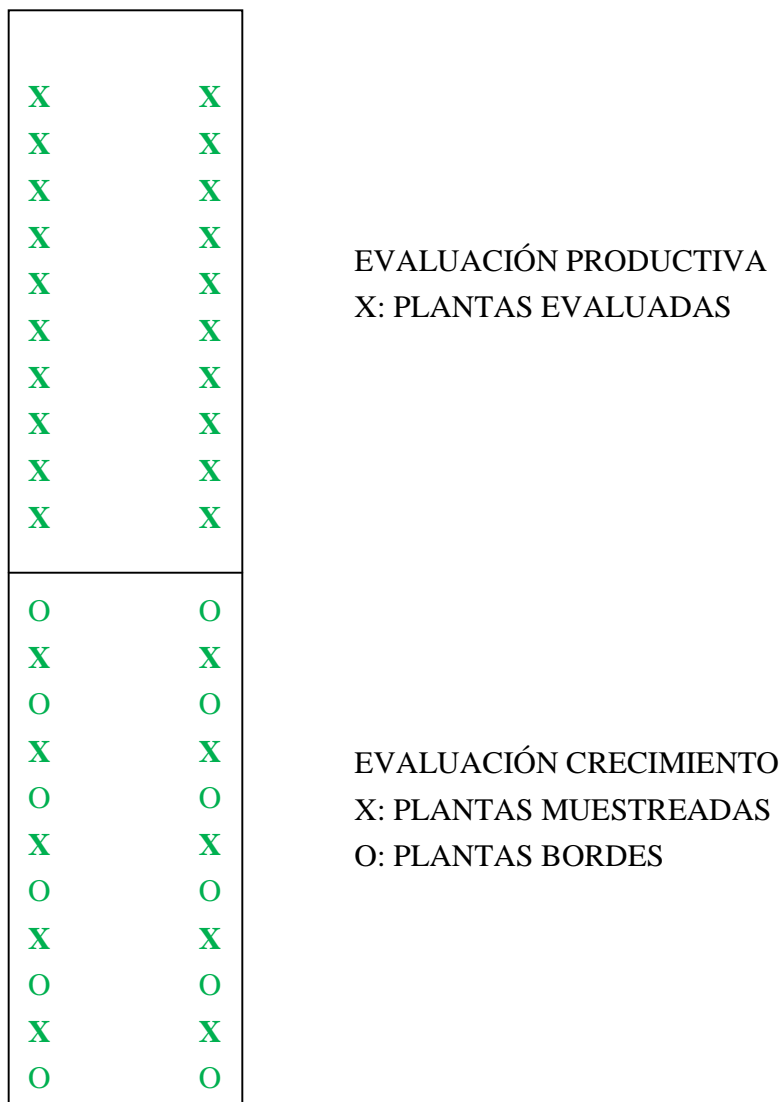 X X
X X
X X
X X
X X
X X
X X
X X
X X
X X
EVALUACIÓN PRODUCTIVA
X: PLANTAS EVALUADAS
O O
X X
O O
X X
O O
X X
O O
X X
O O
X X
O O
EVALUACIÓN CRECIMIENTO
X: PLANTAS MUESTREADAS
O: PLANTAS BORDES